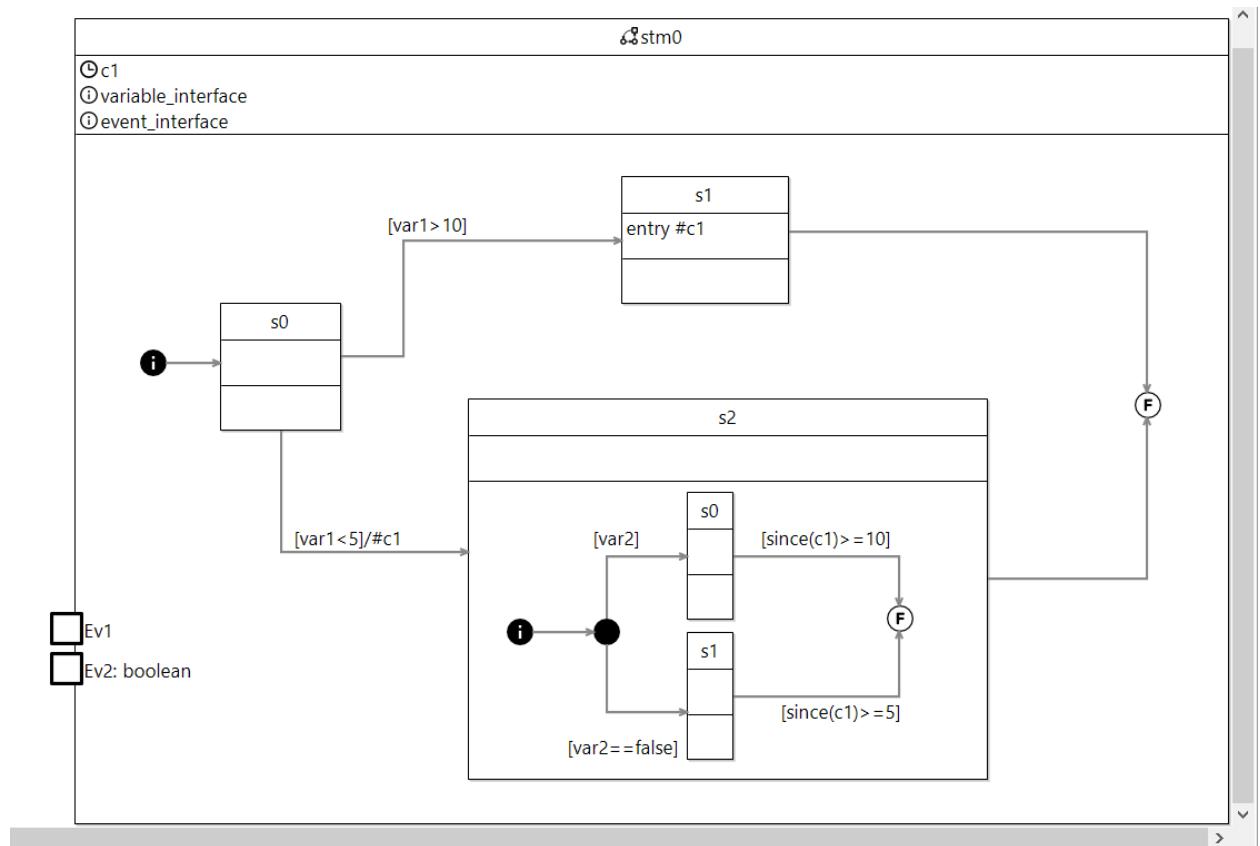 stm0
c1
i variable_interface
i event_interface
s1
entry #c1
[var1>10]
s0
i
F
s2
[var1<5]/#c1
s0
[var2]
[since(c1)>=10]
i
F
s1
[since(c1)>=5]
[var2==false]
Ev1
Ev2: boolean